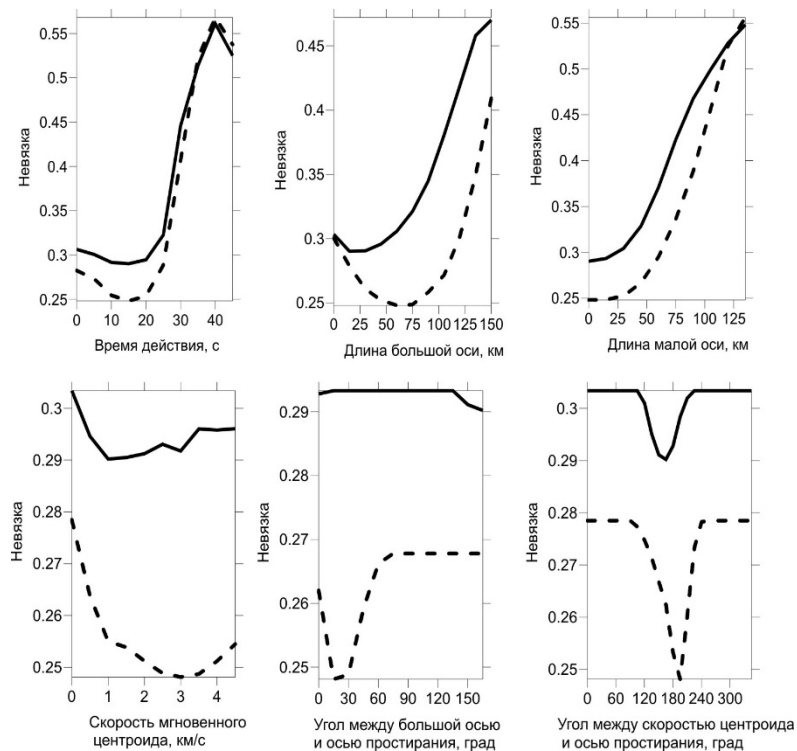 0.55
0.5
0.45
0.4
0.35
0.3
0.25
Невязка
0 10 20 30 40
Время действия, с
0.45
0.4
0.35
0.3
0.25
Невязка
0 25 50 75 100 125 150
Длина большой оси, км
0.55
0.5
0.45
0.4
0.35
0.3
0.25
Невязка
0 25 50 75 100 125
Длина малой оси, км
0.3
0.29
0.28
0.27
0.26
0.25
Невязка
0 1 2 3 4
Скорость мгновенного
центроида, км/с
0.29
0.28
0.27
0.26
0.25
Невязка
0 30 60 90 120 150
Угол между большой осью
и осью простирания, град
0.3
0.29
0.28
0.27
0.26
0.25
Невязка
0 60 120 180 240 300
Угол между скоростью центроида
и осью простирания, град